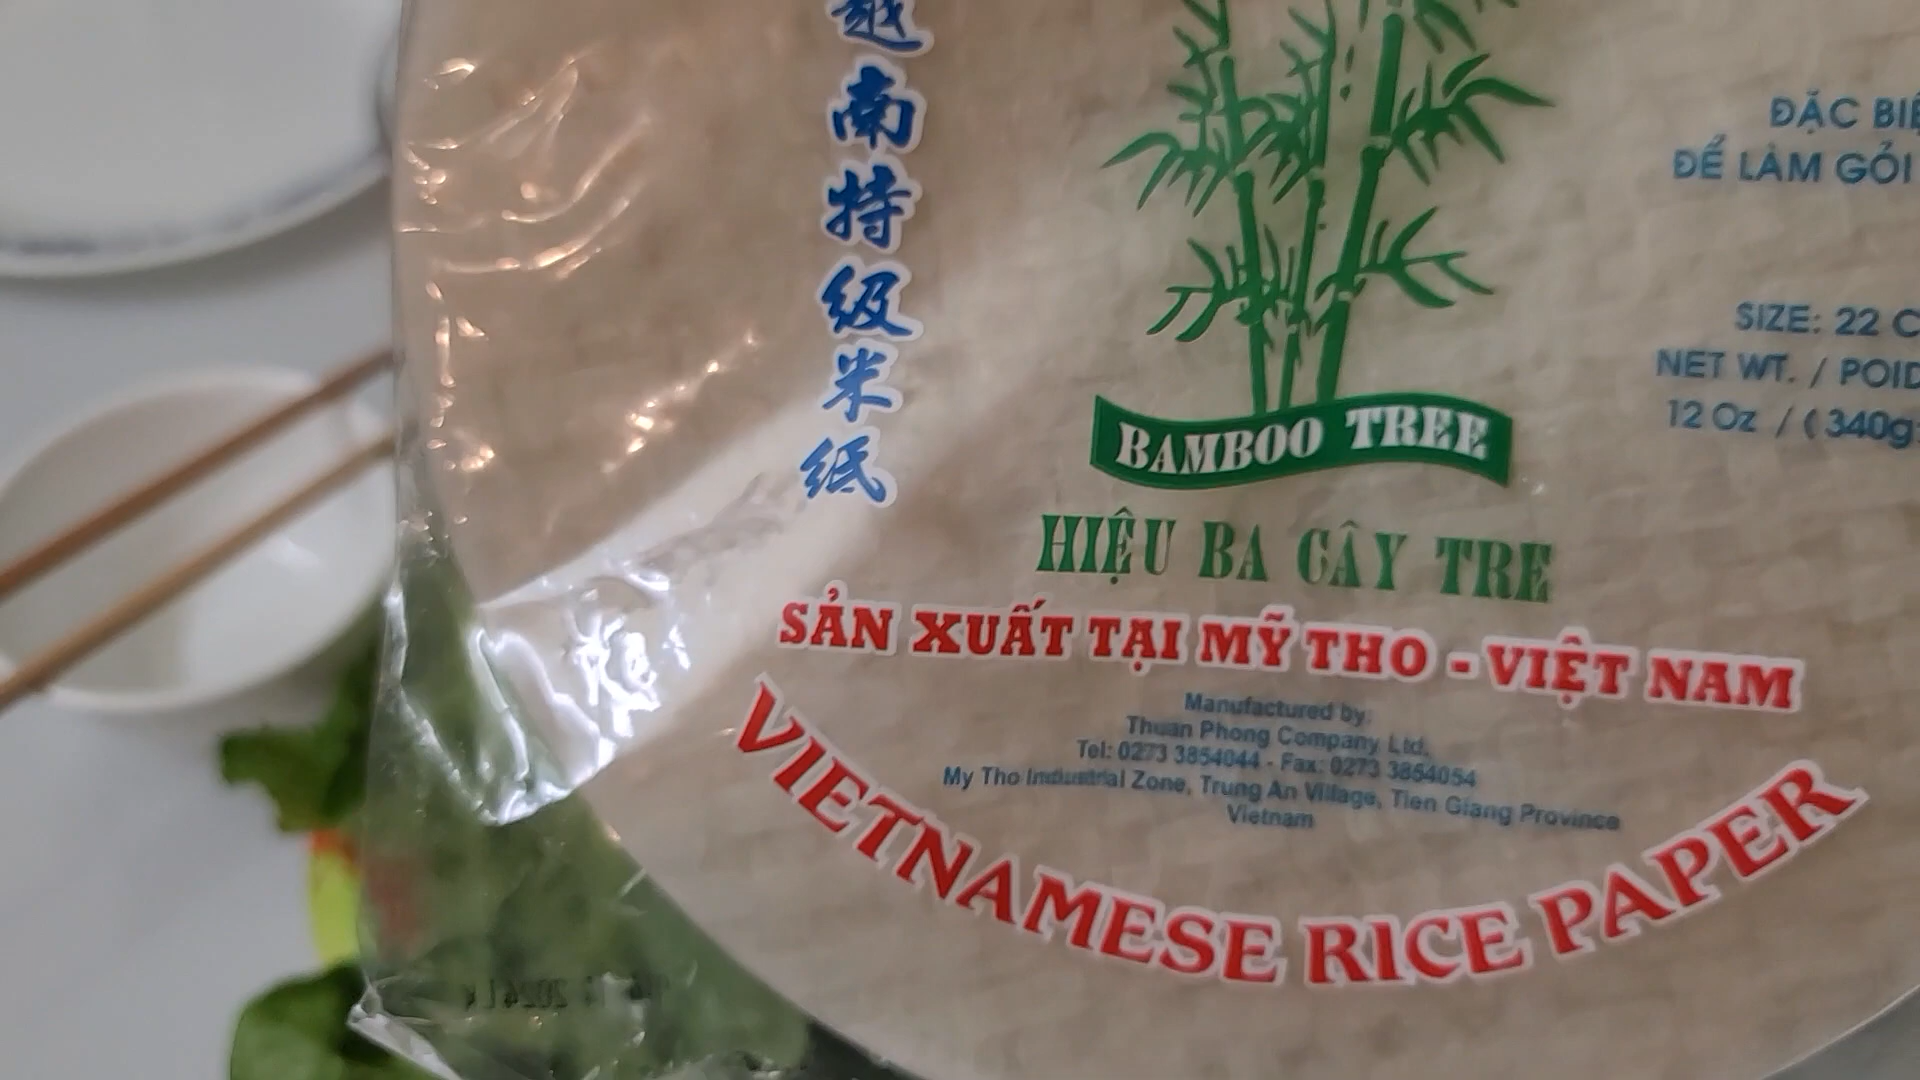 越南特级米纸
ĐẶC BIỆ
ĐỂ LÀM GỎI
SIZE: 22 C
NET WT. / POID
12 Oz / (340g
BAMBOO TREE
HIỆU BA CÂY TRE
SẢN XUẤT TẠI MỸ THO - VIỆT NAM
Manufactured by:
Thuan Phong Company Ltd.
Tel: 0273 3854044 - Fax: 0273 3854054
My Tho Industrial Zone, Trung An Village, Tien Giang Province
Vietnam
VIETNAMESE RICE PAPER